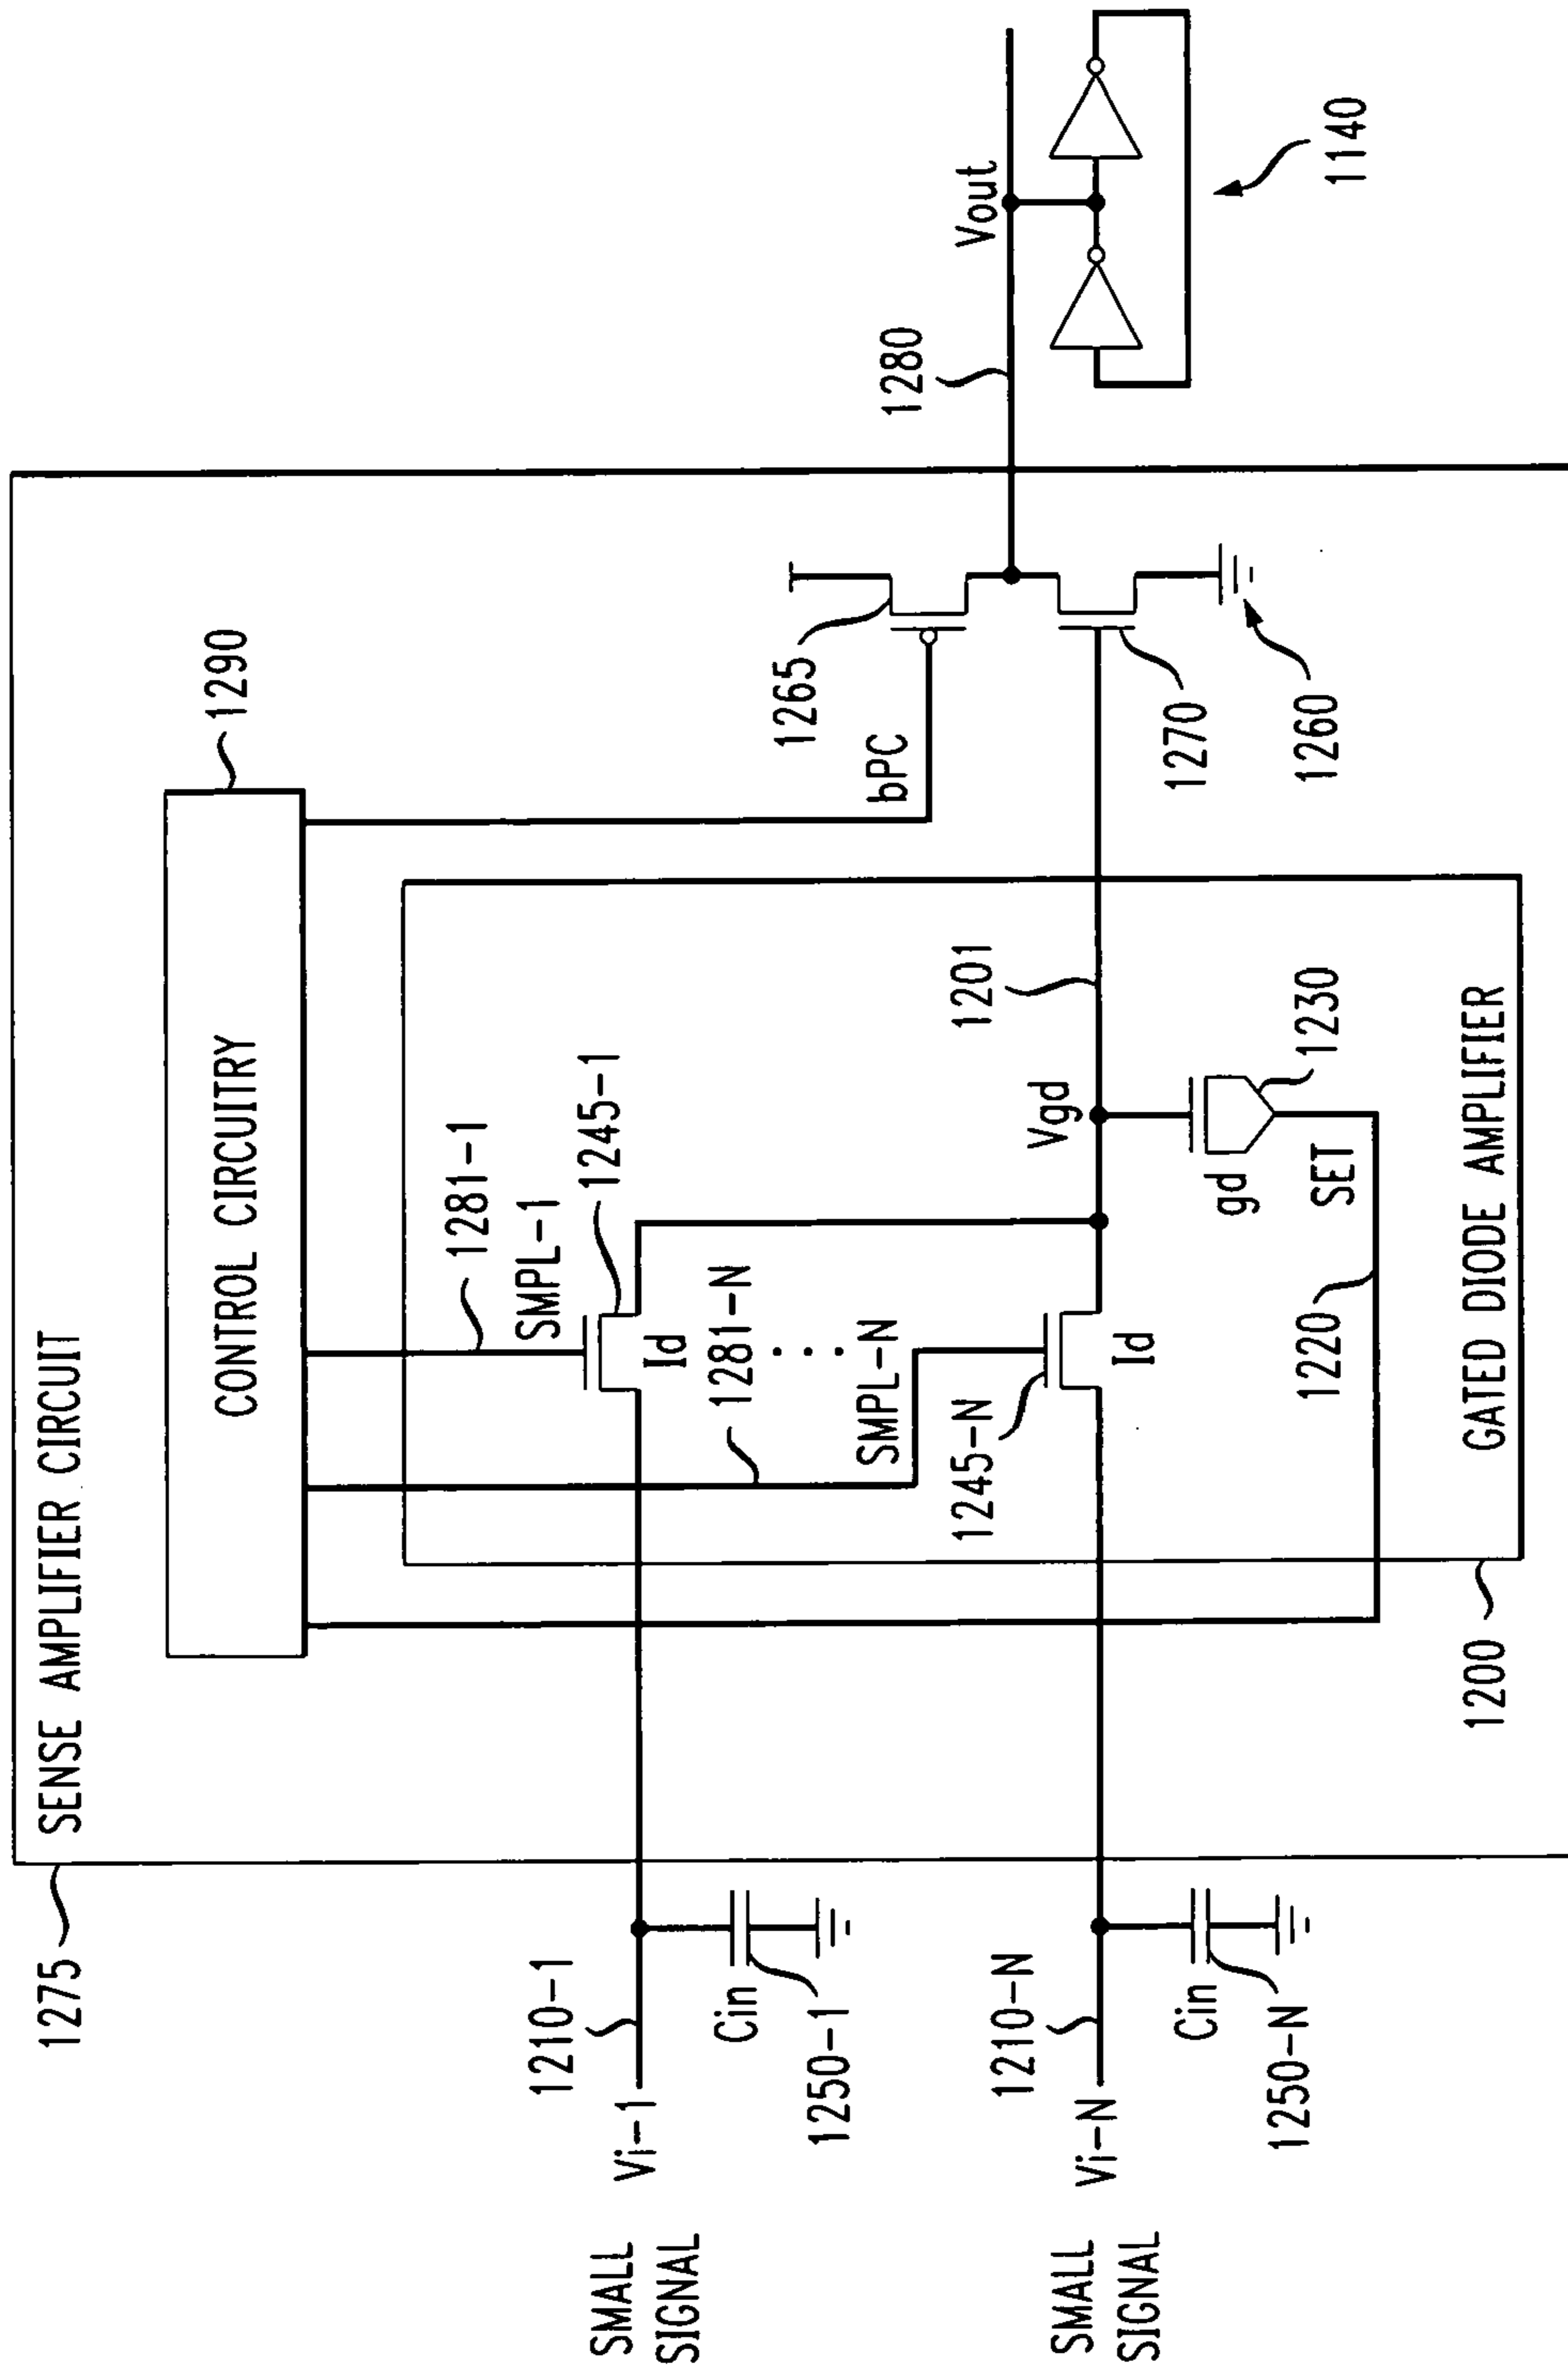 1275
SENSE AMPLIFIER CIRCUIT
CONTROL CIRCUITRY
1290
1281-1
SMPL-1
1245-1
Id
1281-N
SMPL-N
1245-N
Id
1210-1
Vi-1
SMALL
SIGNAL
Cin
1250-1
1210-N
Vi-N
SMALL
SIGNAL
Cin
1250-N
Vgd
1201
gd
1230
SET
1220
GATED DIODE AMPLIFIER
1200
bPC
1265
1270
1260
1280
Vout
1140